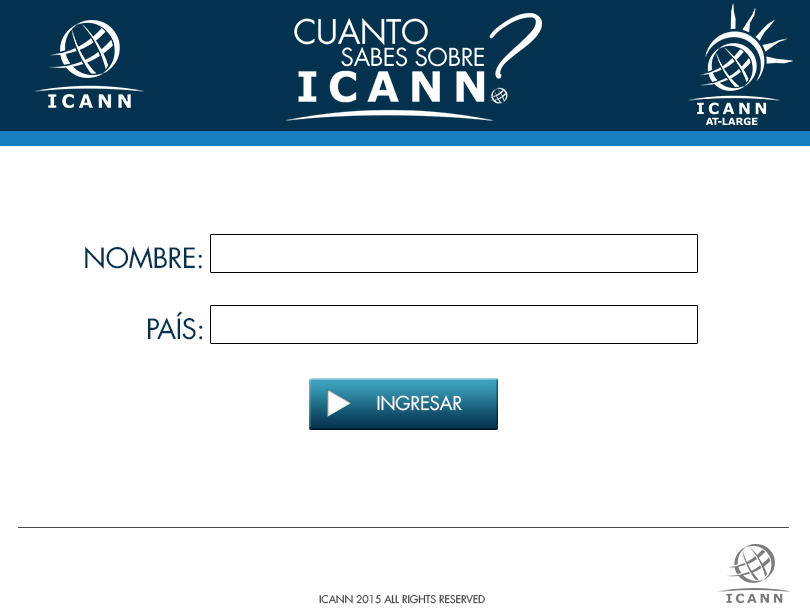 ICANN
CUANTO
SABES SOBRE
ICANN?
ICANN
AT-LARGE
NOMBRE:
PAÍS:
INGRESAR
ICANN 2015 ALL RIGHTS RESERVED
ICANN